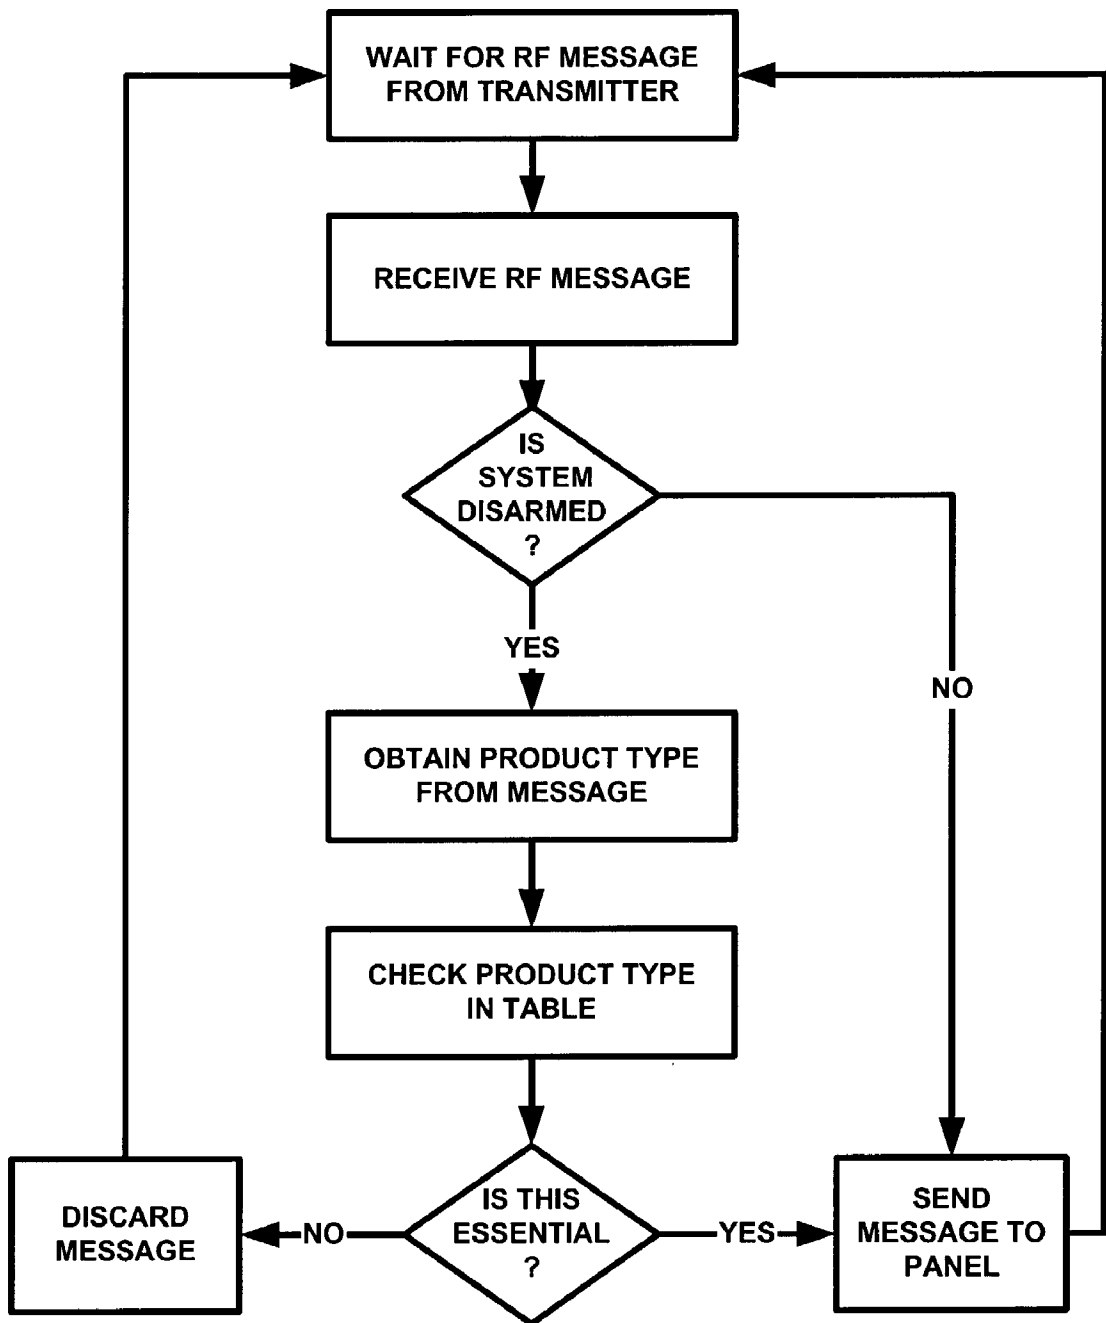 WAIT FOR RF MESSAGE
FROM TRANSMITTER
RECEIVE RF MESSAGE
IS
SYSTEM
DISARMED
?
YES
NO
OBTAIN PRODUCT TYPE
FROM MESSAGE
CHECK PRODUCT TYPE
IN TABLE
DISCARD
MESSAGE
NO
IS THIS
ESSENTIAL
?
YES
SEND
MESSAGE TO
PANEL